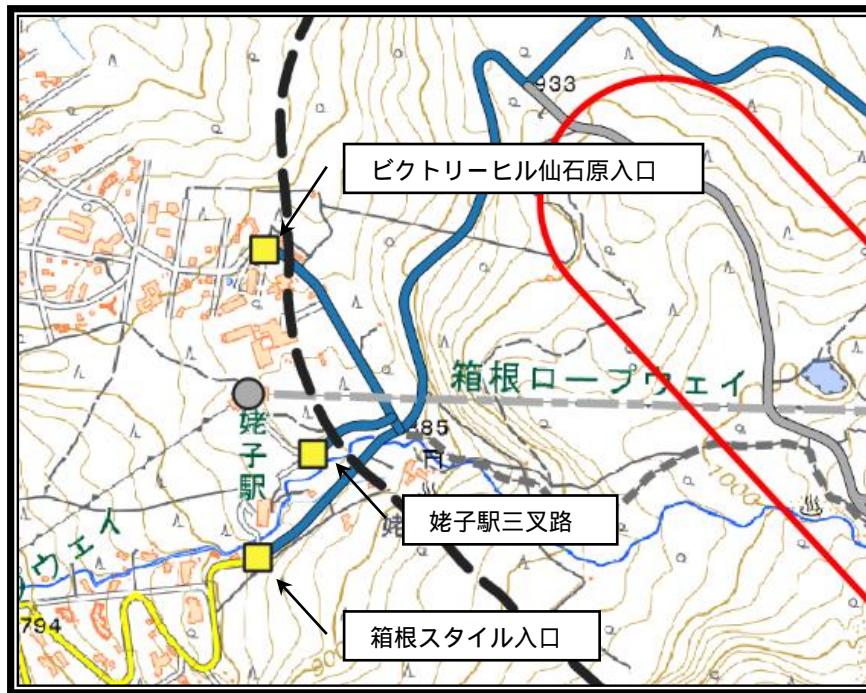 933
ビクトリーヒル仙石原入口
箱根ロープウェイ
姥子駅
885
姥子駅三叉路
1000
ウェイ
794
箱根スタイル入口